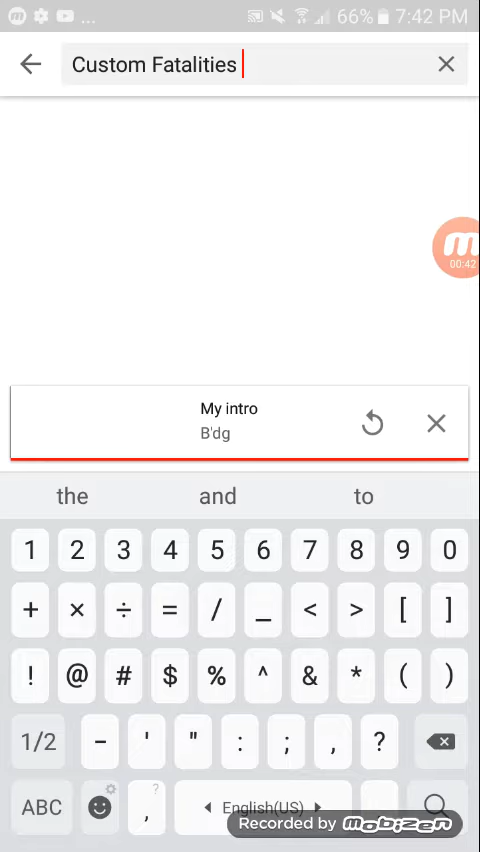 ... 66% 7:42 PM
Custom Fatalities
00:42
My intro
B'dg
the and to
1 2 3 4 5 6 7 8 9 0
+ × ÷ = / _ < > [ ]
! @ # $ % ^ & * ( )
1/2 - ' " : ; , ?
ABC , ? English(US)
Recorded by mobizen